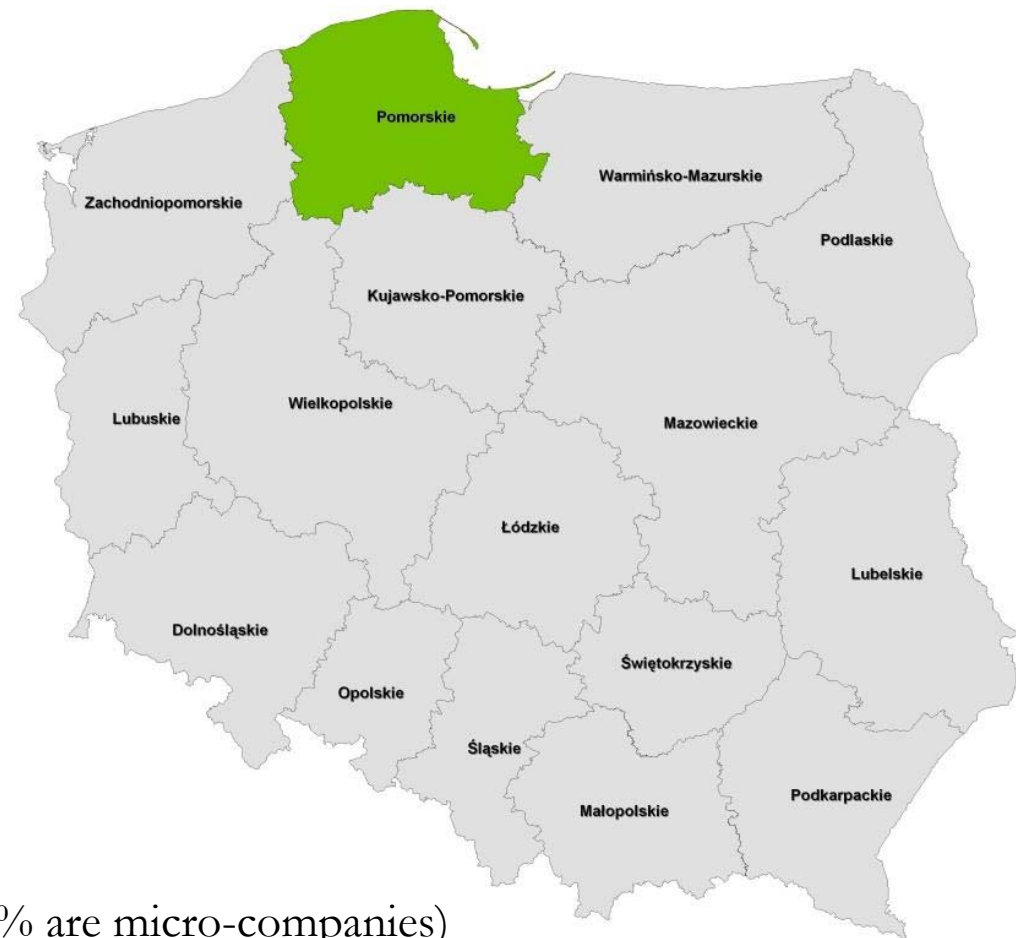 Pomorskie
Warmińsko-Mazurskie
Zachodniopomorskie
Podlaskie
Kujawsko-Pomorskie
Wielkopolskie
Lubuskie
Mazowieckie
Łódzkie
Lubelskie
Dolnośląskie
Świętokrzyskie
Opolskie
Śląskie
Podkarpackie
Małopolskie
% are micro-companies)